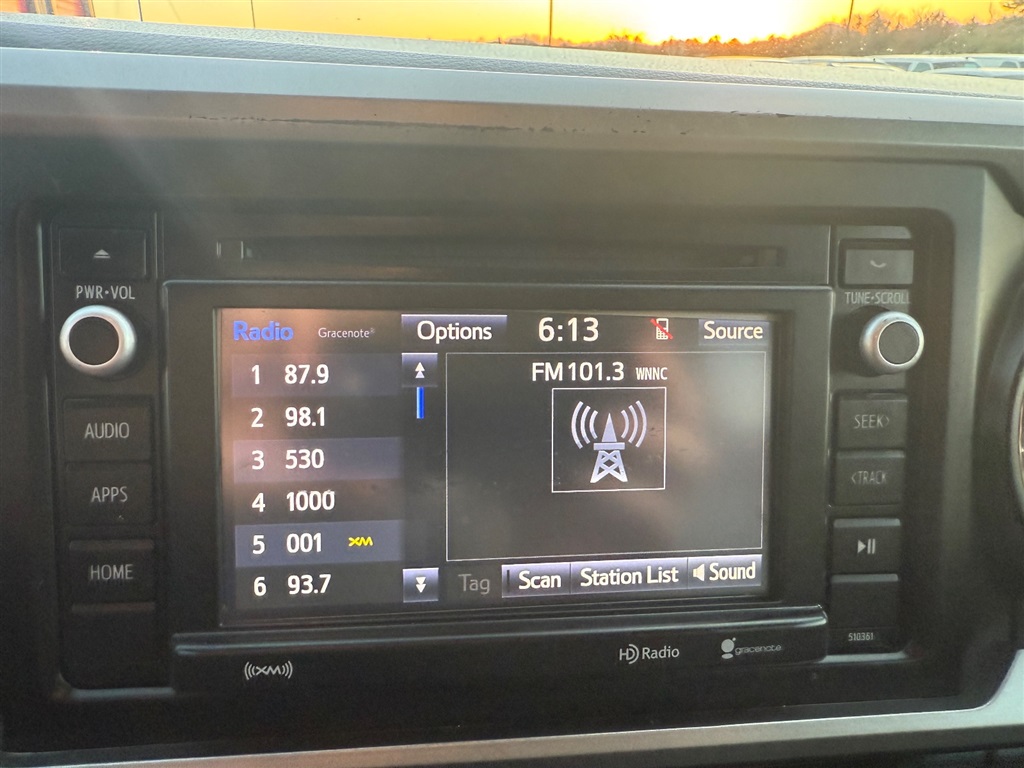 PWR•VOL
AUDIO
APPS
HOME
Radio Gracenote® Options 6:13 Source
1 87.9
2 98.1
3 530
4 1000
5 001 XM
6 93.7
FM 101.3 WNNC
Tag Scan Station List Sound
TUNE•SCROLL
SEEK>
<TRACK
510361
((XM)) HD Radio gracenote